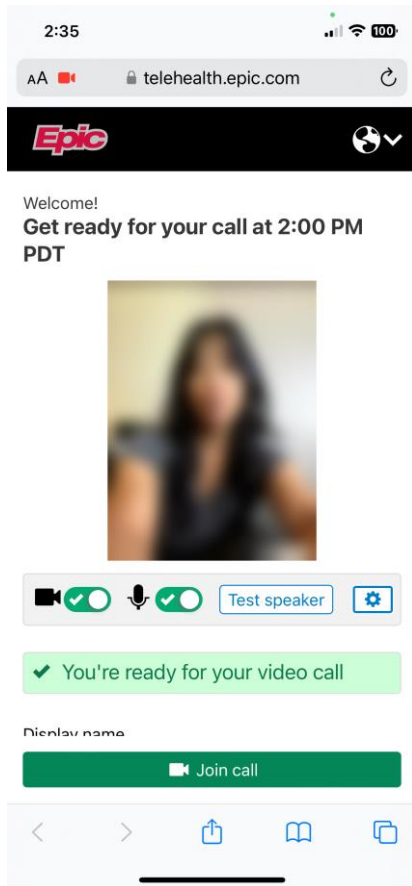 2:35
100
AA telehealth.epic.com
Epic
Welcome!
Get ready for your call at 2:00 PM
PDT
Test speaker
You're ready for your video call
Display name
Join call